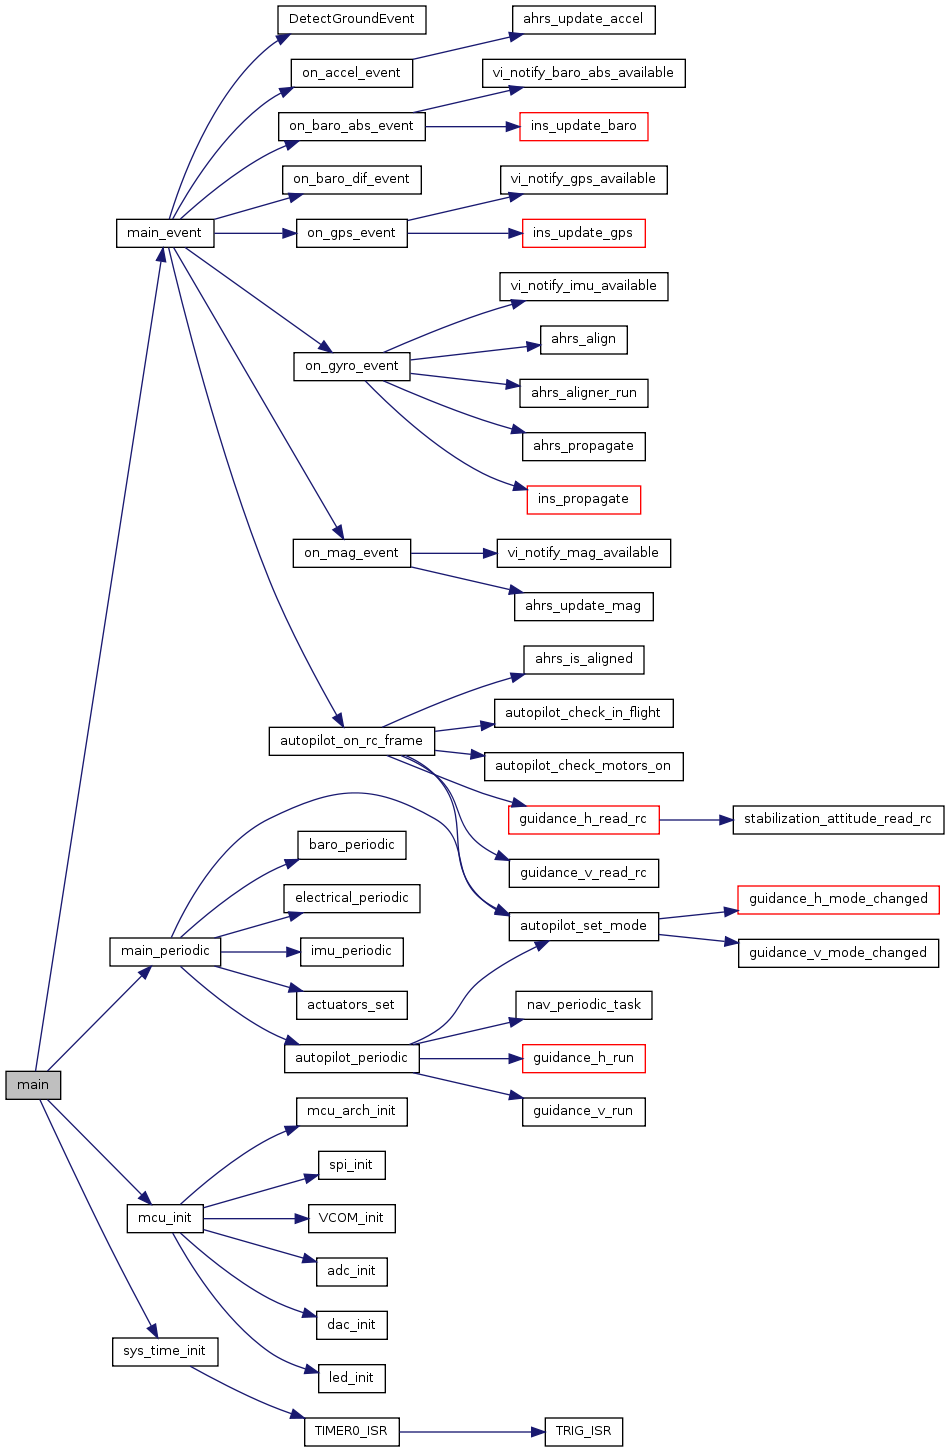 DetectGroundEvent
ahrs_update_accel
on_accel_event
vi_notify_baro_abs_available
on_baro_abs_event
ins_update_baro
on_baro_dif_event
vi_notify_gps_available
main_event
on_gps_event
ins_update_gps
vi_notify_imu_available
ahrs_align
on_gyro_event
ahrs_aligner_run
ahrs_propagate
ins_propagate
on_mag_event
vi_notify_mag_available
ahrs_update_mag
ahrs_is_aligned
autopilot_check_in_flight
autopilot_on_rc_frame
autopilot_check_motors_on
guidance_h_read_rc
stabilization_attitude_read_rc
baro_periodic
guidance_v_read_rc
electrical_periodic
guidance_h_mode_changed
autopilot_set_mode
main_periodic
imu_periodic
guidance_v_mode_changed
actuators_set
nav_periodic_task
autopilot_periodic
guidance_h_run
main
mcu_arch_init
guidance_v_run
spi_init
mcu_init
VCOM_init
adc_init
dac_init
sys_time_init
led_init
TIMER0_ISR
TRIG_ISR